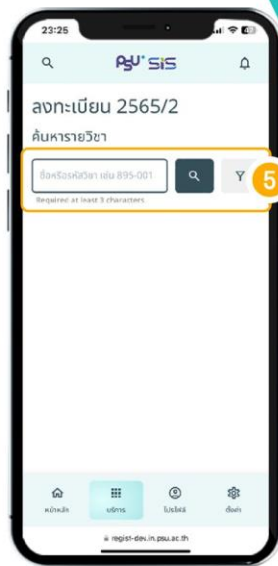 23:25
PSU SIS
ลงทะเบียน 2565/2
ค้นหารายวิชา
ชื่อหรือรหัสวิชา เช่น 895-001
5
Required at least 3 characters.
หน้าหลัก บริการ โปรไฟล์ ตั้งค่า
regist-dev.in.psu.ac.th